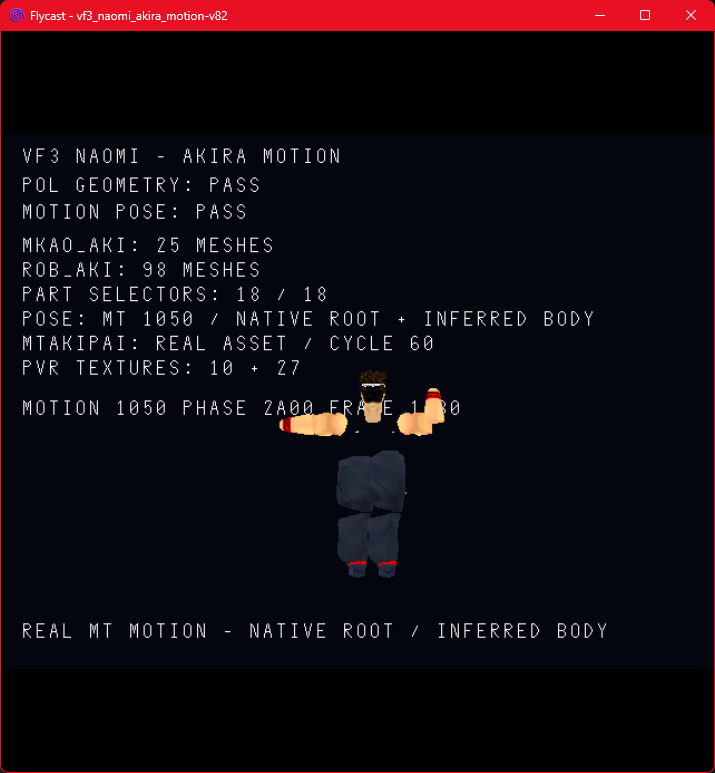 Flycast - vf3_naomi_akira_motion-v82
VF3 NAOMI - AKIRA MOTION
POL GEOMETRY: PASS
MOTION POSE: PASS
MKAO_AKI: 25 MESHES
ROB_AKI: 98 MESHES
PART SELECTORS: 18 / 18
POSE: MT 1050 / NATIVE ROOT + INFERRED BODY
MTAKIPAI: REAL ASSET / CYCLE 60
PVR TEXTURES: 10 + 27
MOTION 1050 PHASE 2A00
REAL MT MOTION - NATIVE ROOT / INFERRED BODY